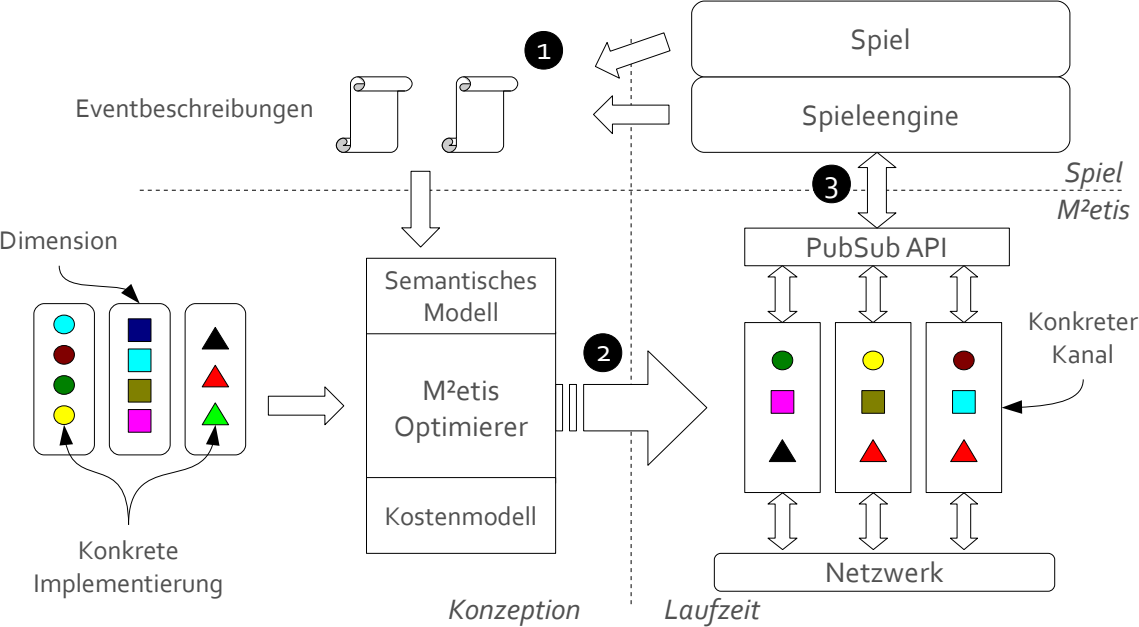 1
Spiel
Eventbeschreibungen
Spieleengine
3
Spiel
M²etis
Dimension
PubSub API
Semantisches
Modell
Konkreter
Kanal
2
M²etis
Optimierer
Kostenmodell
Konkrete
Implementierung
Netzwerk
Konzeption
Laufzeit